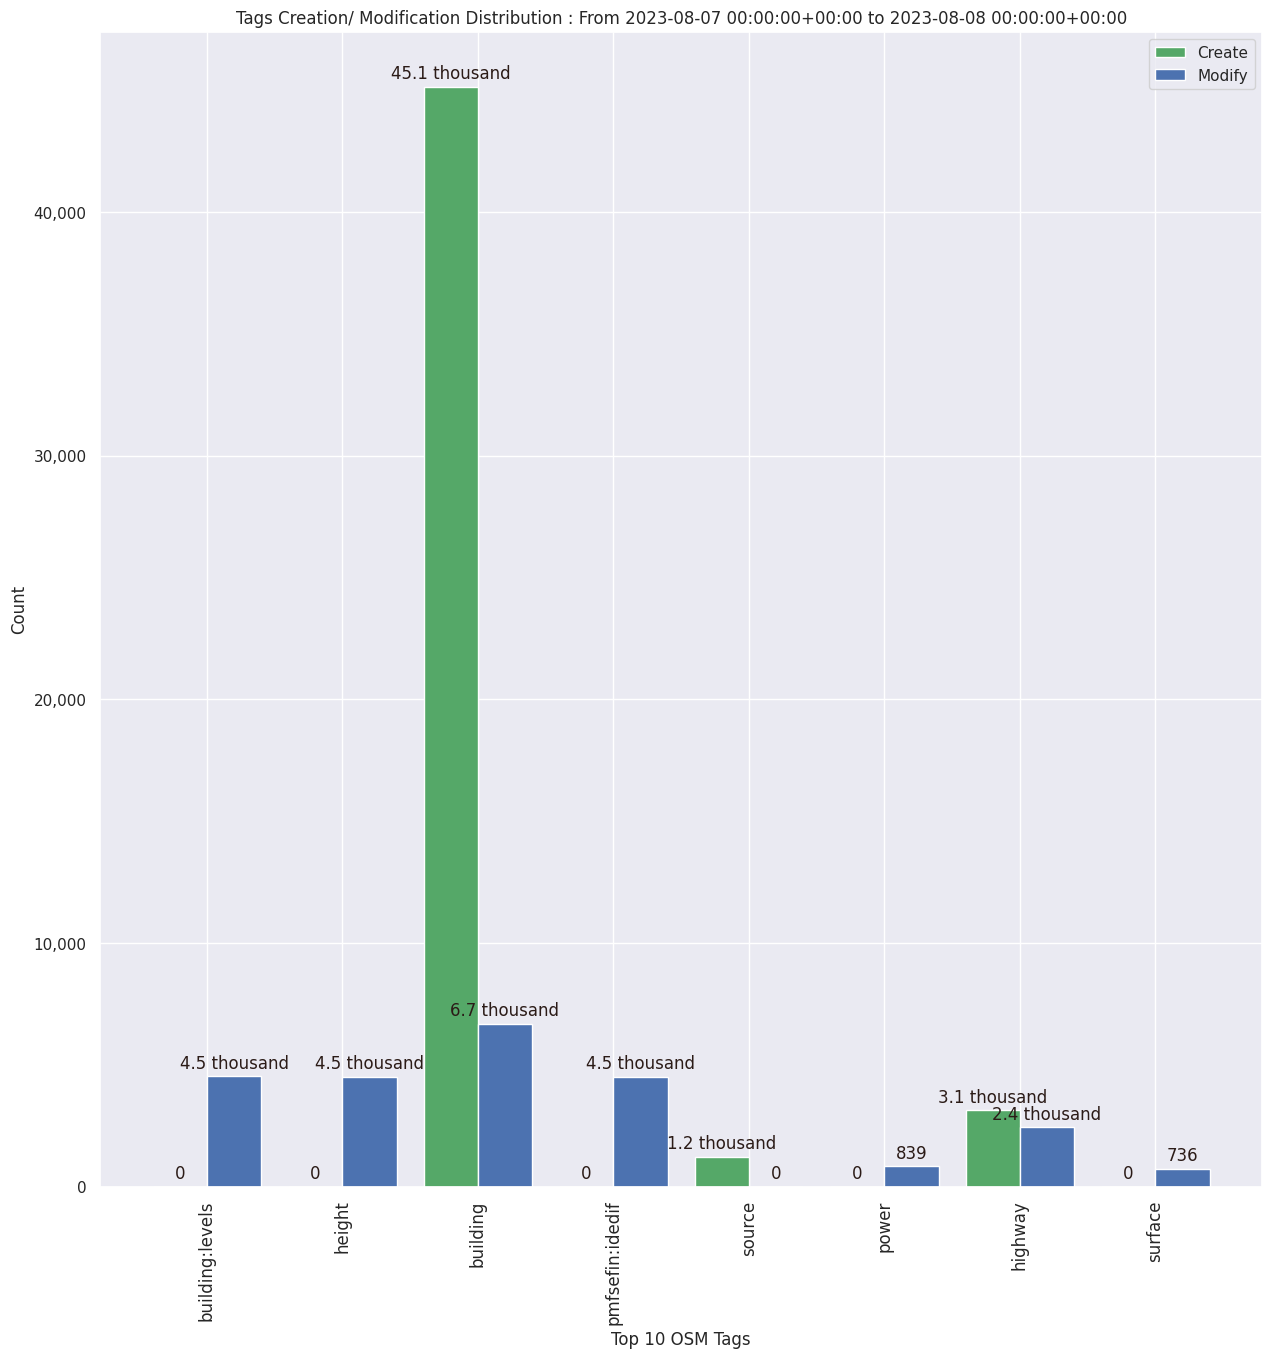 Tags Creation/ Modification Distribution : From 2023-08-07 00:00:00+00:00 to 2023-08-08 00:00:00+00:00
Create
Modify
45.1 thousand
40,000
30,000
Count
20,000
10,000
6.7 thousand
4.5 thousand
4.5 thousand
4.5 thousand
3.1 thousand
2.4 thousand
1.2 thousand
839
736
0
0
0
0
0
0
0
building:levels
height
building
pmfsefin:idedif
source
power
highway
surface
Top 10 OSM Tags